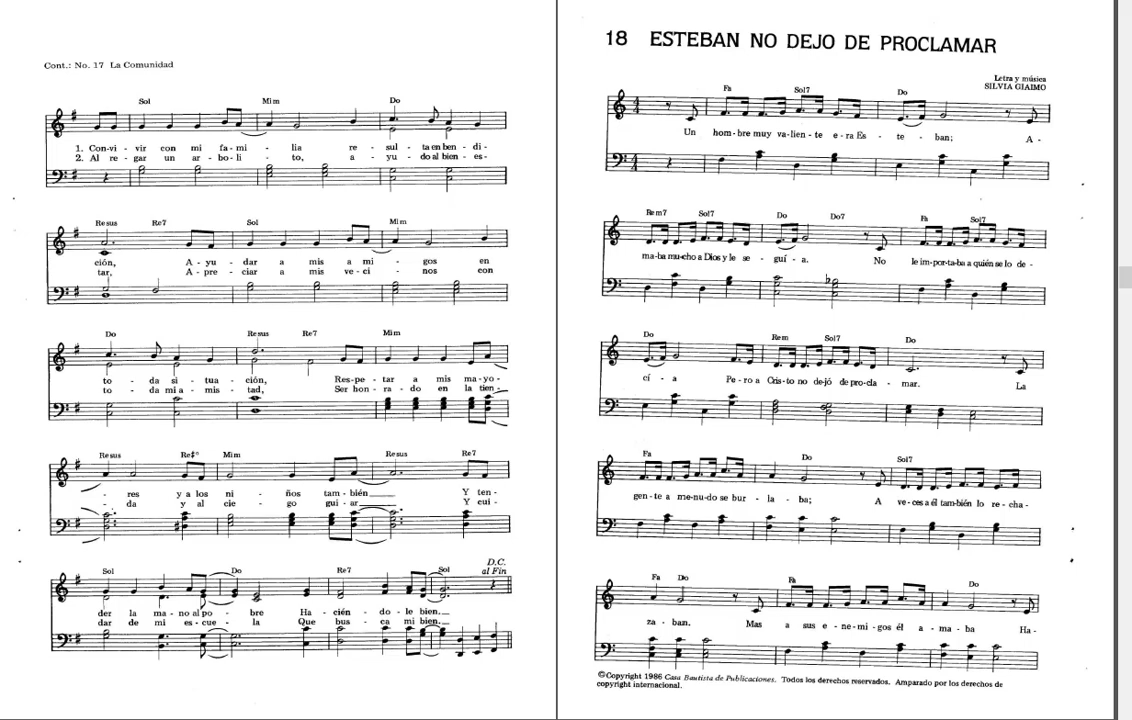 Cont.: No. 17 La Comunidad
Sol Mim Do
1. Con-vi - vir con mi fa-mi - lia re - sul - ta en ben - di-
2. Al re - gar un ar-bo-li - to, a - yu - do al bien es-
Resus Re7 Sol Mim
ción, A - yu - dar a mis a mi - gos en
tar, A - pre - ciar a mis ve-ci - nos con
Do Resus Re7 Mim
to - da si - tua - ción, Res-pe - tar a mis ma-yo-
to - da mi a - mis - tad, Ser hon - ra - do en la tien -
Resus Re♯° Mim Resus Re7
- res y a los ni - ños tam - bién Y ten-
- da y al cie - go gui - ar Y cui-
D.C.
al Fin
Sol Do Re7 Sol
der la ma - no al po - bre Ha - cién - do - le bien.
dar de mi es - cue - la Que bus - ca mi bien.
18 ESTEBAN NO DEJO DE PROCLAMAR
Letra y música
SILVIA GIAIMO
Fa Sol7 Do
Un hom - bre muy va - lien - te e - ra Es - te - ban; A -
Rem7 Sol7 Do Do7 Fa Sol7
ma-ba mu-cho a Dios y le se - guí - a. No le im-por-ta-ba a quién se lo de -
Do Rem Sol7 Do
cí - a Pe - ro a Cris-to no de-jó de pro-cla - mar. La
Fa Do Sol7
gen - te a me-nu-do se bur - la - ba; A ve - ces a él tam-bién lo re - cha -
Fa Do Fa Do
za - ban. Mas a sus e - ne - mi - gos él a - ma - ba Ha-
©Copyright 1986 Casa Bautista de Publicaciones. Todos los derechos reservados. Amparado por los derechos de
copyright internacional.